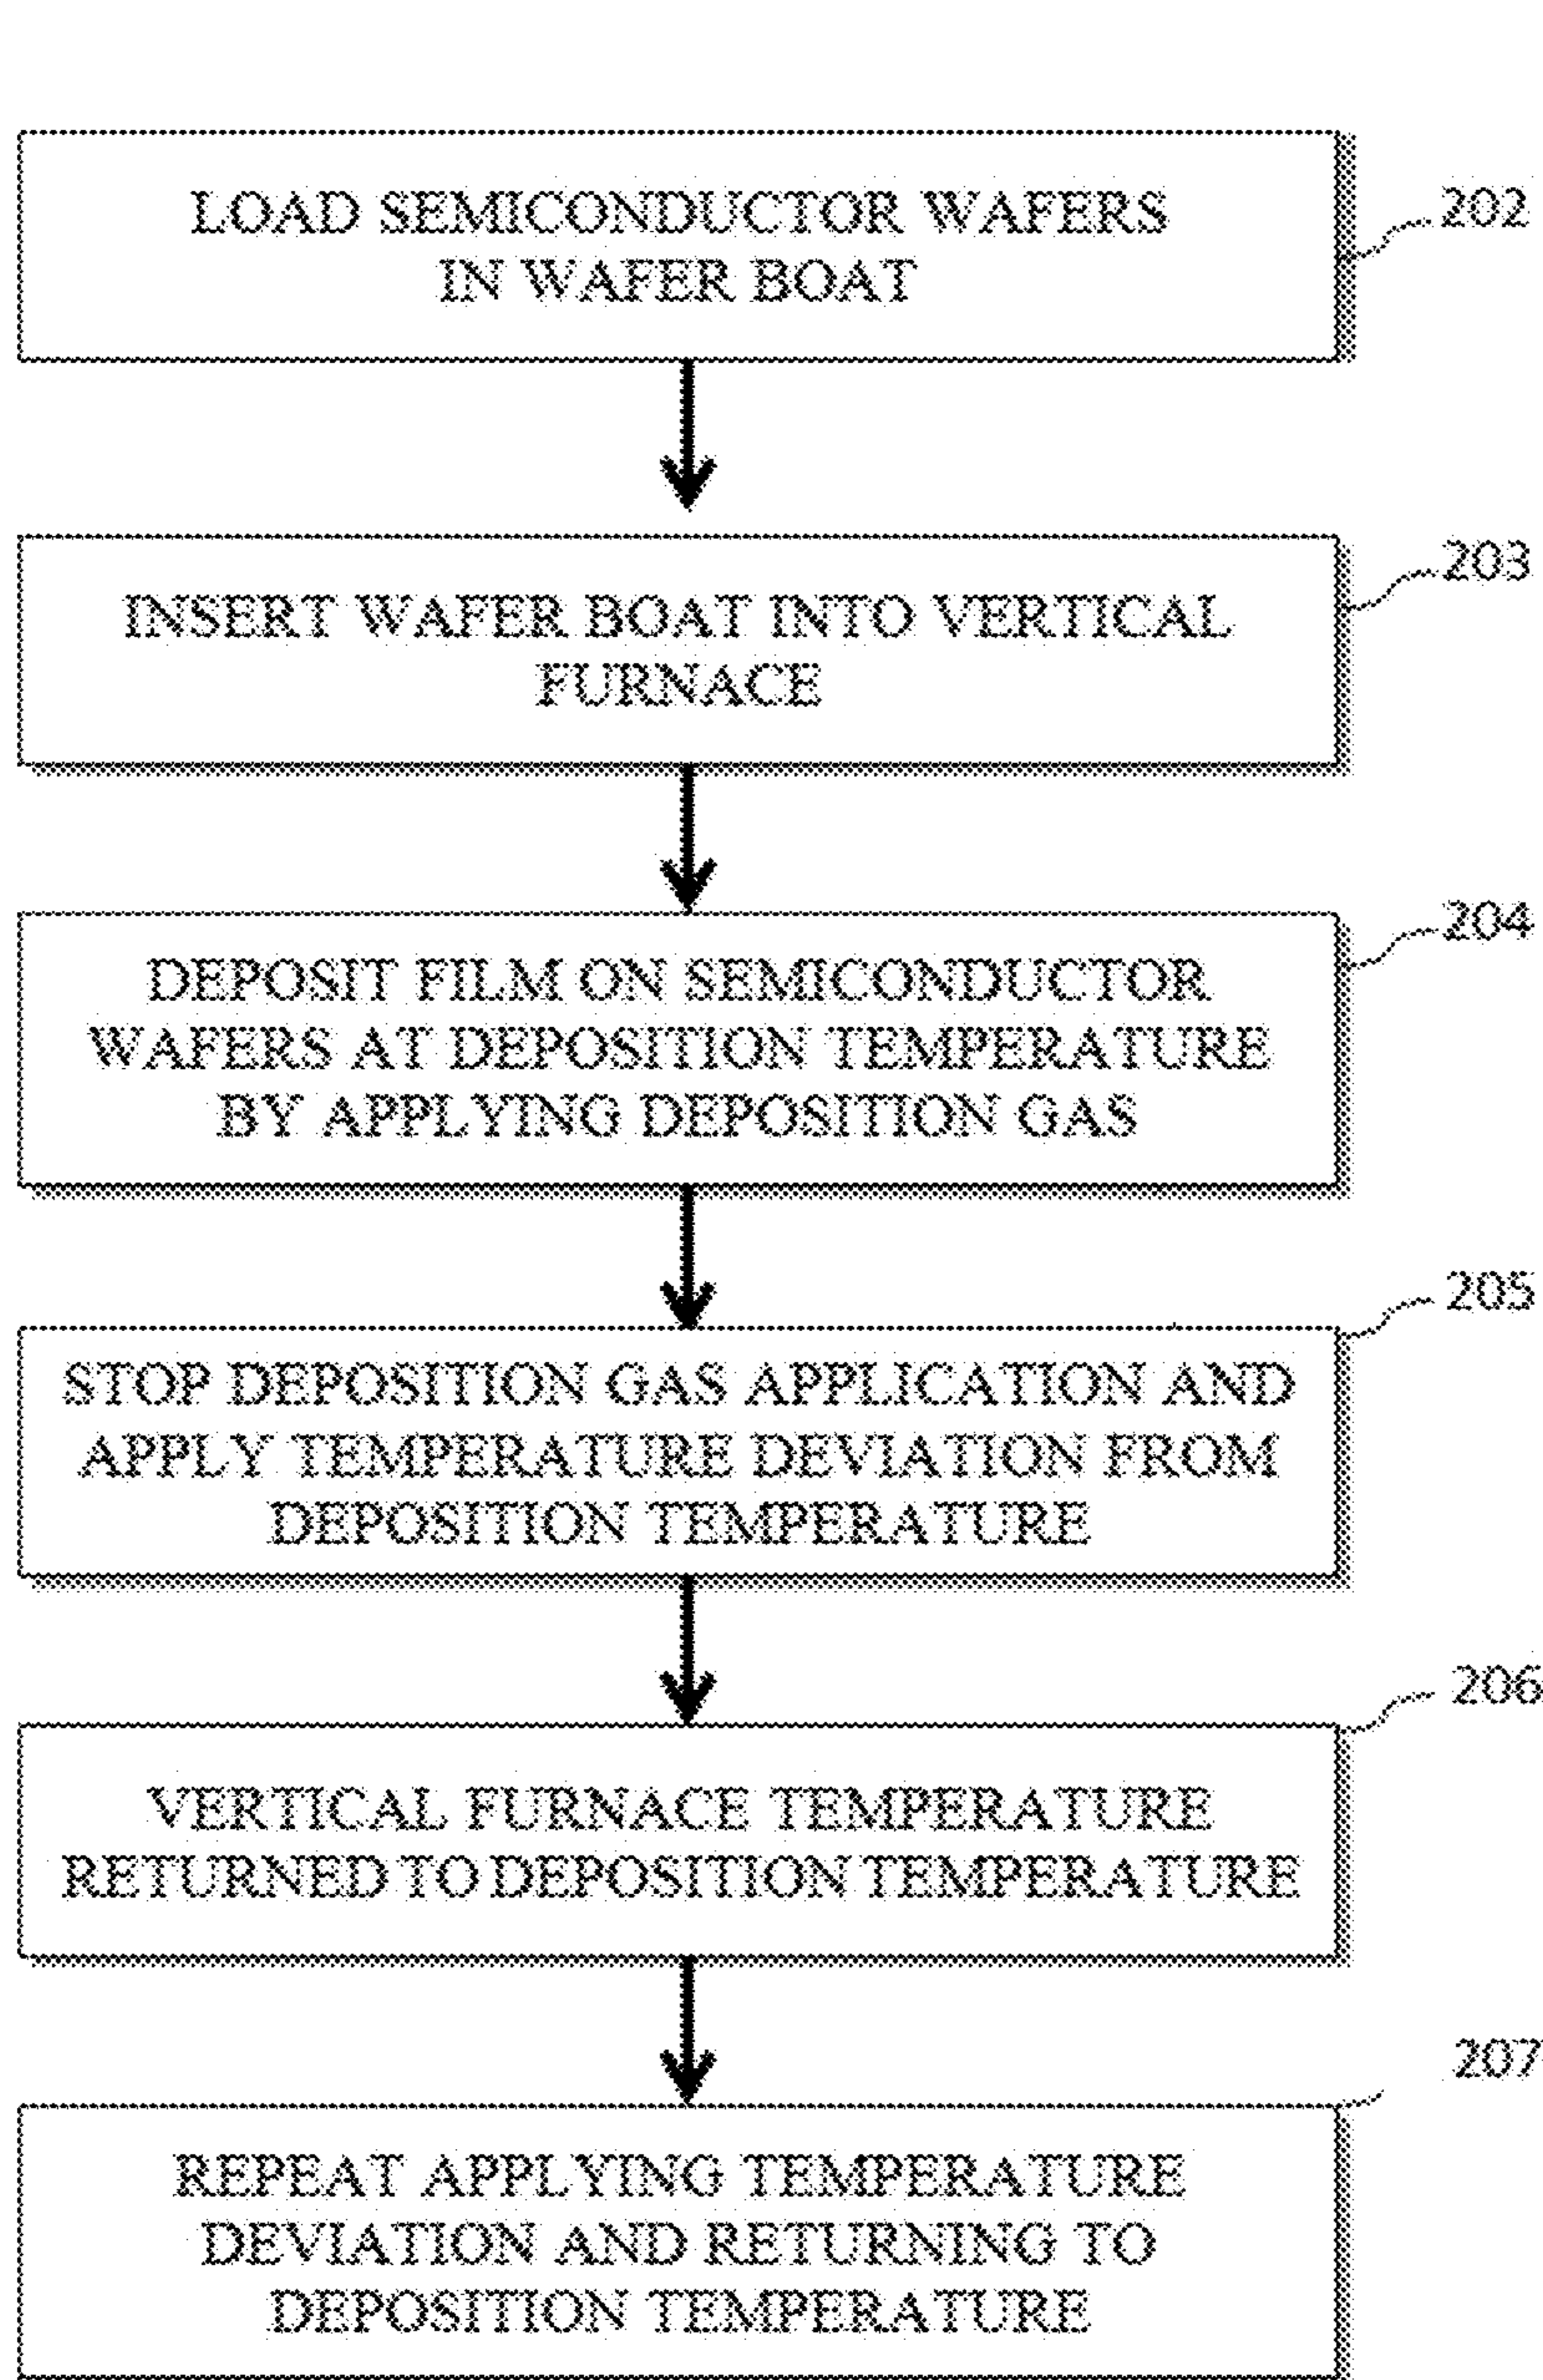 LOAD SEMICONDUCTOR WAFERS
IN WAFER BOAT
202
INSERT WAFER BOAT INTO VERTICAL
FURNACE
203
DEPOSIT FILM ON SEMICONDUCTOR
WAFERS AT DEPOSITION TEMPERATURE
BY APPLYING DEPOSITION GAS
204
STOP DEPOSITION GAS APPLICATION AND
APPLY TEMPERATURE DEVIATION FROM
DEPOSITION TEMPERATURE
205
VERTICAL FURNACE TEMPERATURE
RETURNED TO DEPOSITION TEMPERATURE
206
REPEAT APPLYING TEMPERATURE
DEVIATION AND RETURNING TO
DEPOSITION TEMPERATURE
207